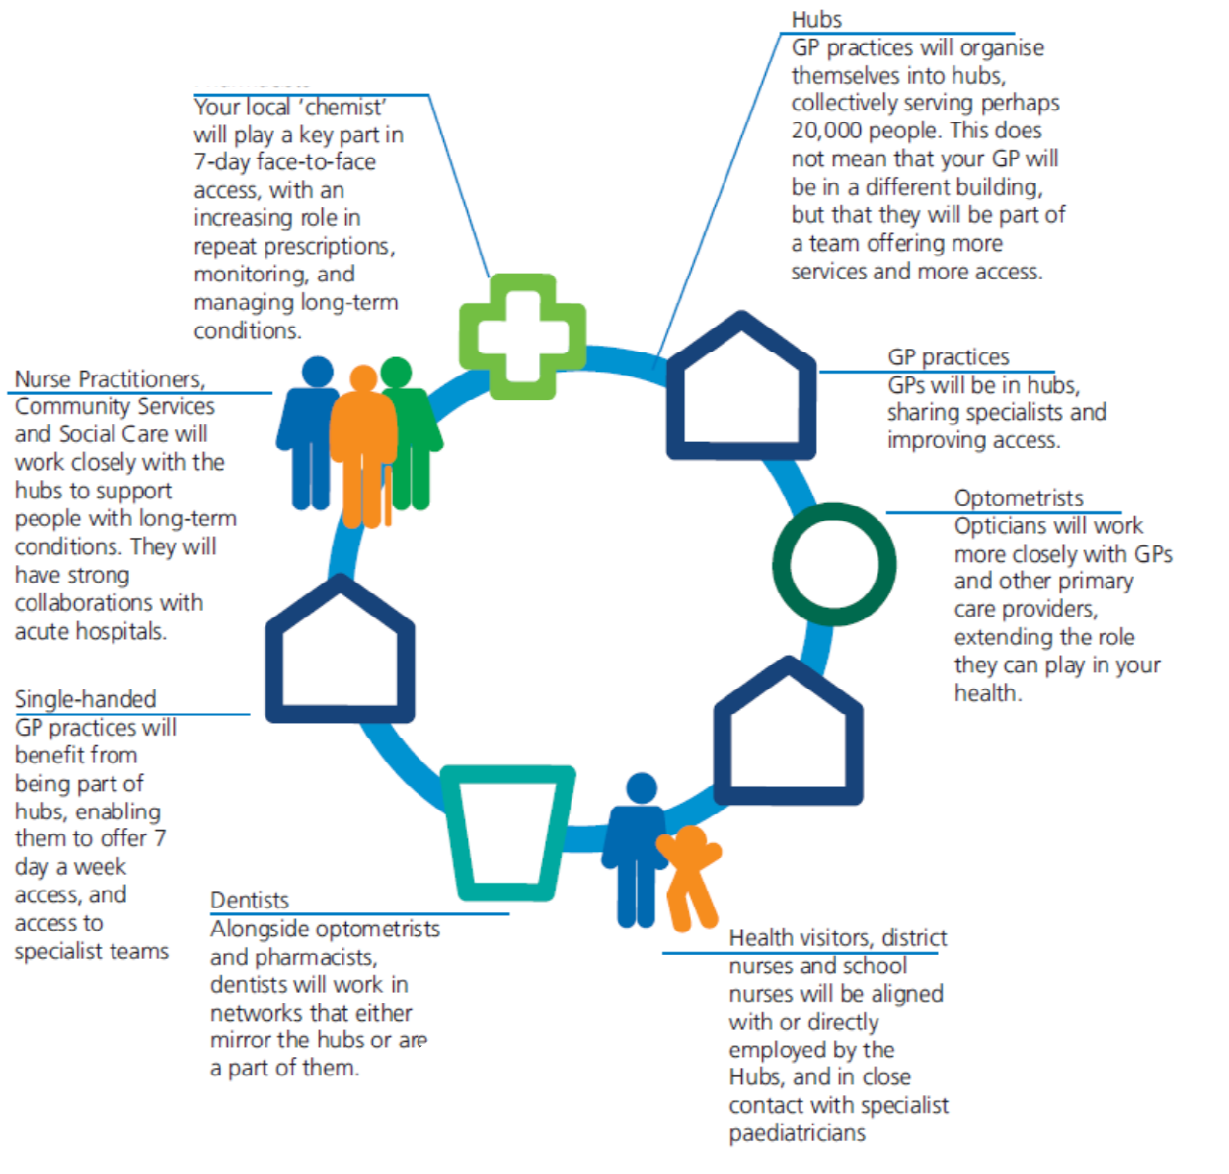 Hubs
GP practices will organise
themselves into hubs,
collectively serving perhaps
20,000 people. This does
not mean that your GP will
be in a different building,
but that they will be part of
a team offering more
services and more access.
Your local ‘chemist’
will play a key part in
7-day face-to-face
access, with an
increasing role in
repeat prescriptions,
monitoring, and
managing long-term
conditions.
GP practices
GPs will be in hubs,
sharing specialists and
improving access.
Nurse Practitioners,
Community Services
and Social Care will
work closely with the
hubs to support
people with long-term
conditions. They will
have strong
collaborations with
acute hospitals.
Optometrists
Opticians will work
more closely with GPs
and other primary
care providers,
extending the role
they can play in your
health.
Single-handed
GP practices will
benefit from
being part of
hubs, enabling
them to offer 7
day a week
access, and
access to
specialist teams
Dentists
Alongside optometrists
and pharmacists,
dentists will work in
networks that either
mirror the hubs or are
a part of them.
Health visitors, district
nurses and school
nurses will be aligned
with or directly
employed by the
Hubs, and in close
contact with specialist
paediatricians